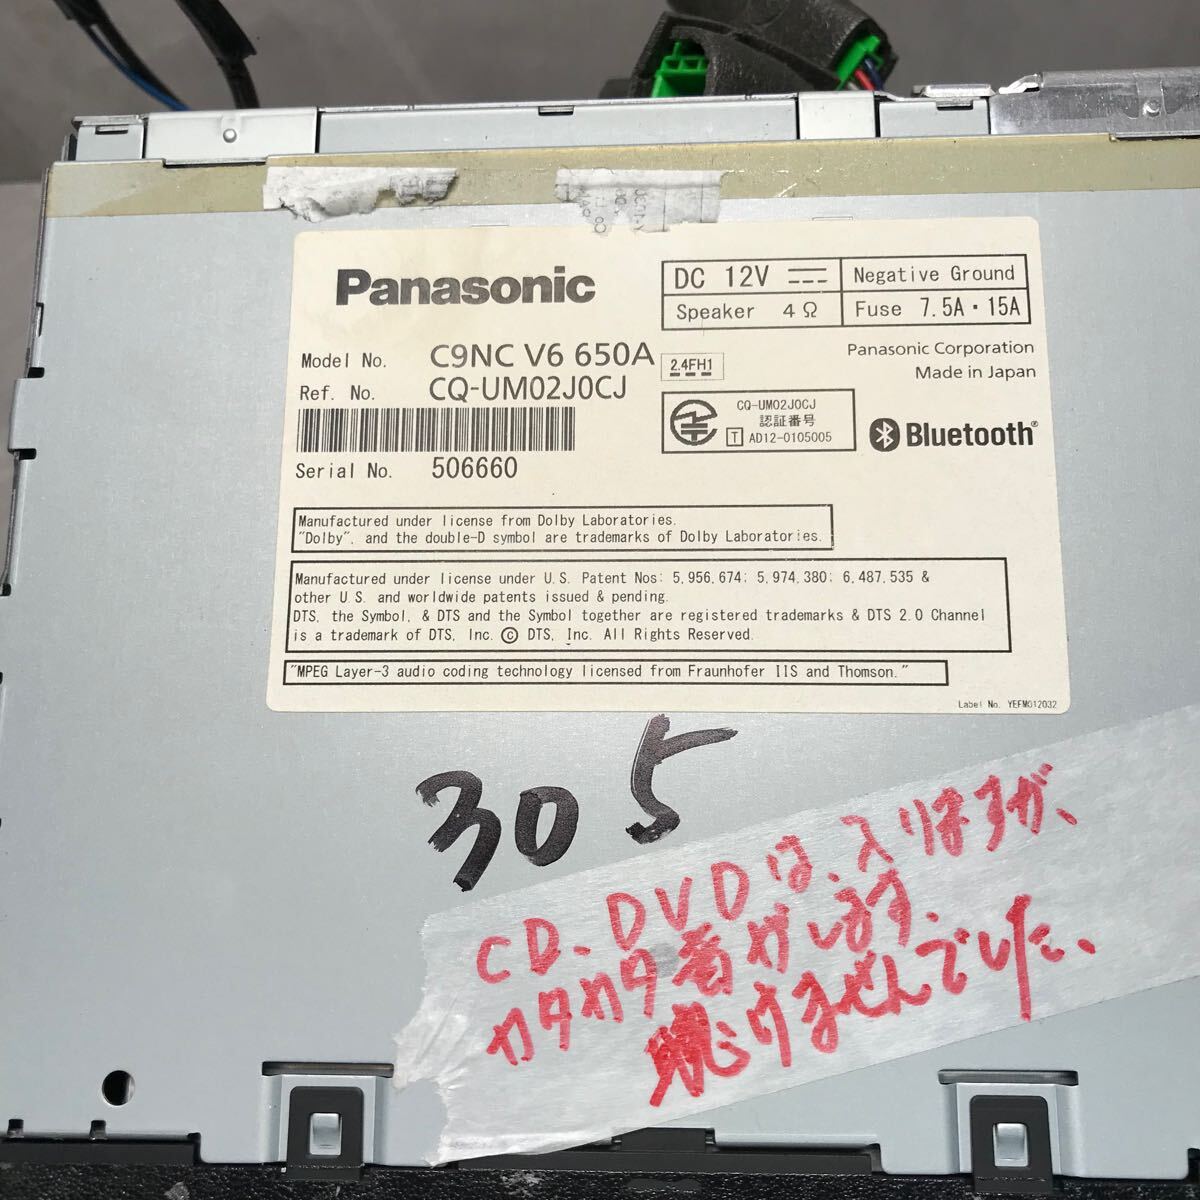 Panasonic
DC 12V
Negative Ground
Speaker 4Ω
Fuse 7.5A・15A
Model No. C9NC V6 650A
2.4FH1
Panasonic Corporation
Made in Japan
Ref. No. CQ-UM02J0CJ
CQ-UM02J0CJ
認証番号
T AD12-0105005
Bluetooth®
Serial No. 506660
Manufactured under license from Dolby Laboratories.
"Dolby", and the double-D symbol are trademarks of Dolby Laboratories.
Manufactured under license under U.S. Patent Nos: 5,956,674; 5,974,380; 6,487,535 &
other U.S. and worldwide patents issued & pending.
DTS, the Symbol, & DTS and the Symbol together are registered trademarks & DTS 2.0 Channel
is a trademark of DTS, Inc. © DTS, Inc. All Rights Reserved.
"MPEG Layer-3 audio coding technology licensed from Fraunhofer IIS and Thomson."
Label No. YEFM012032
305
CD、DVDは、入りますが、
カタカタ音がします。
聴けませんでした、